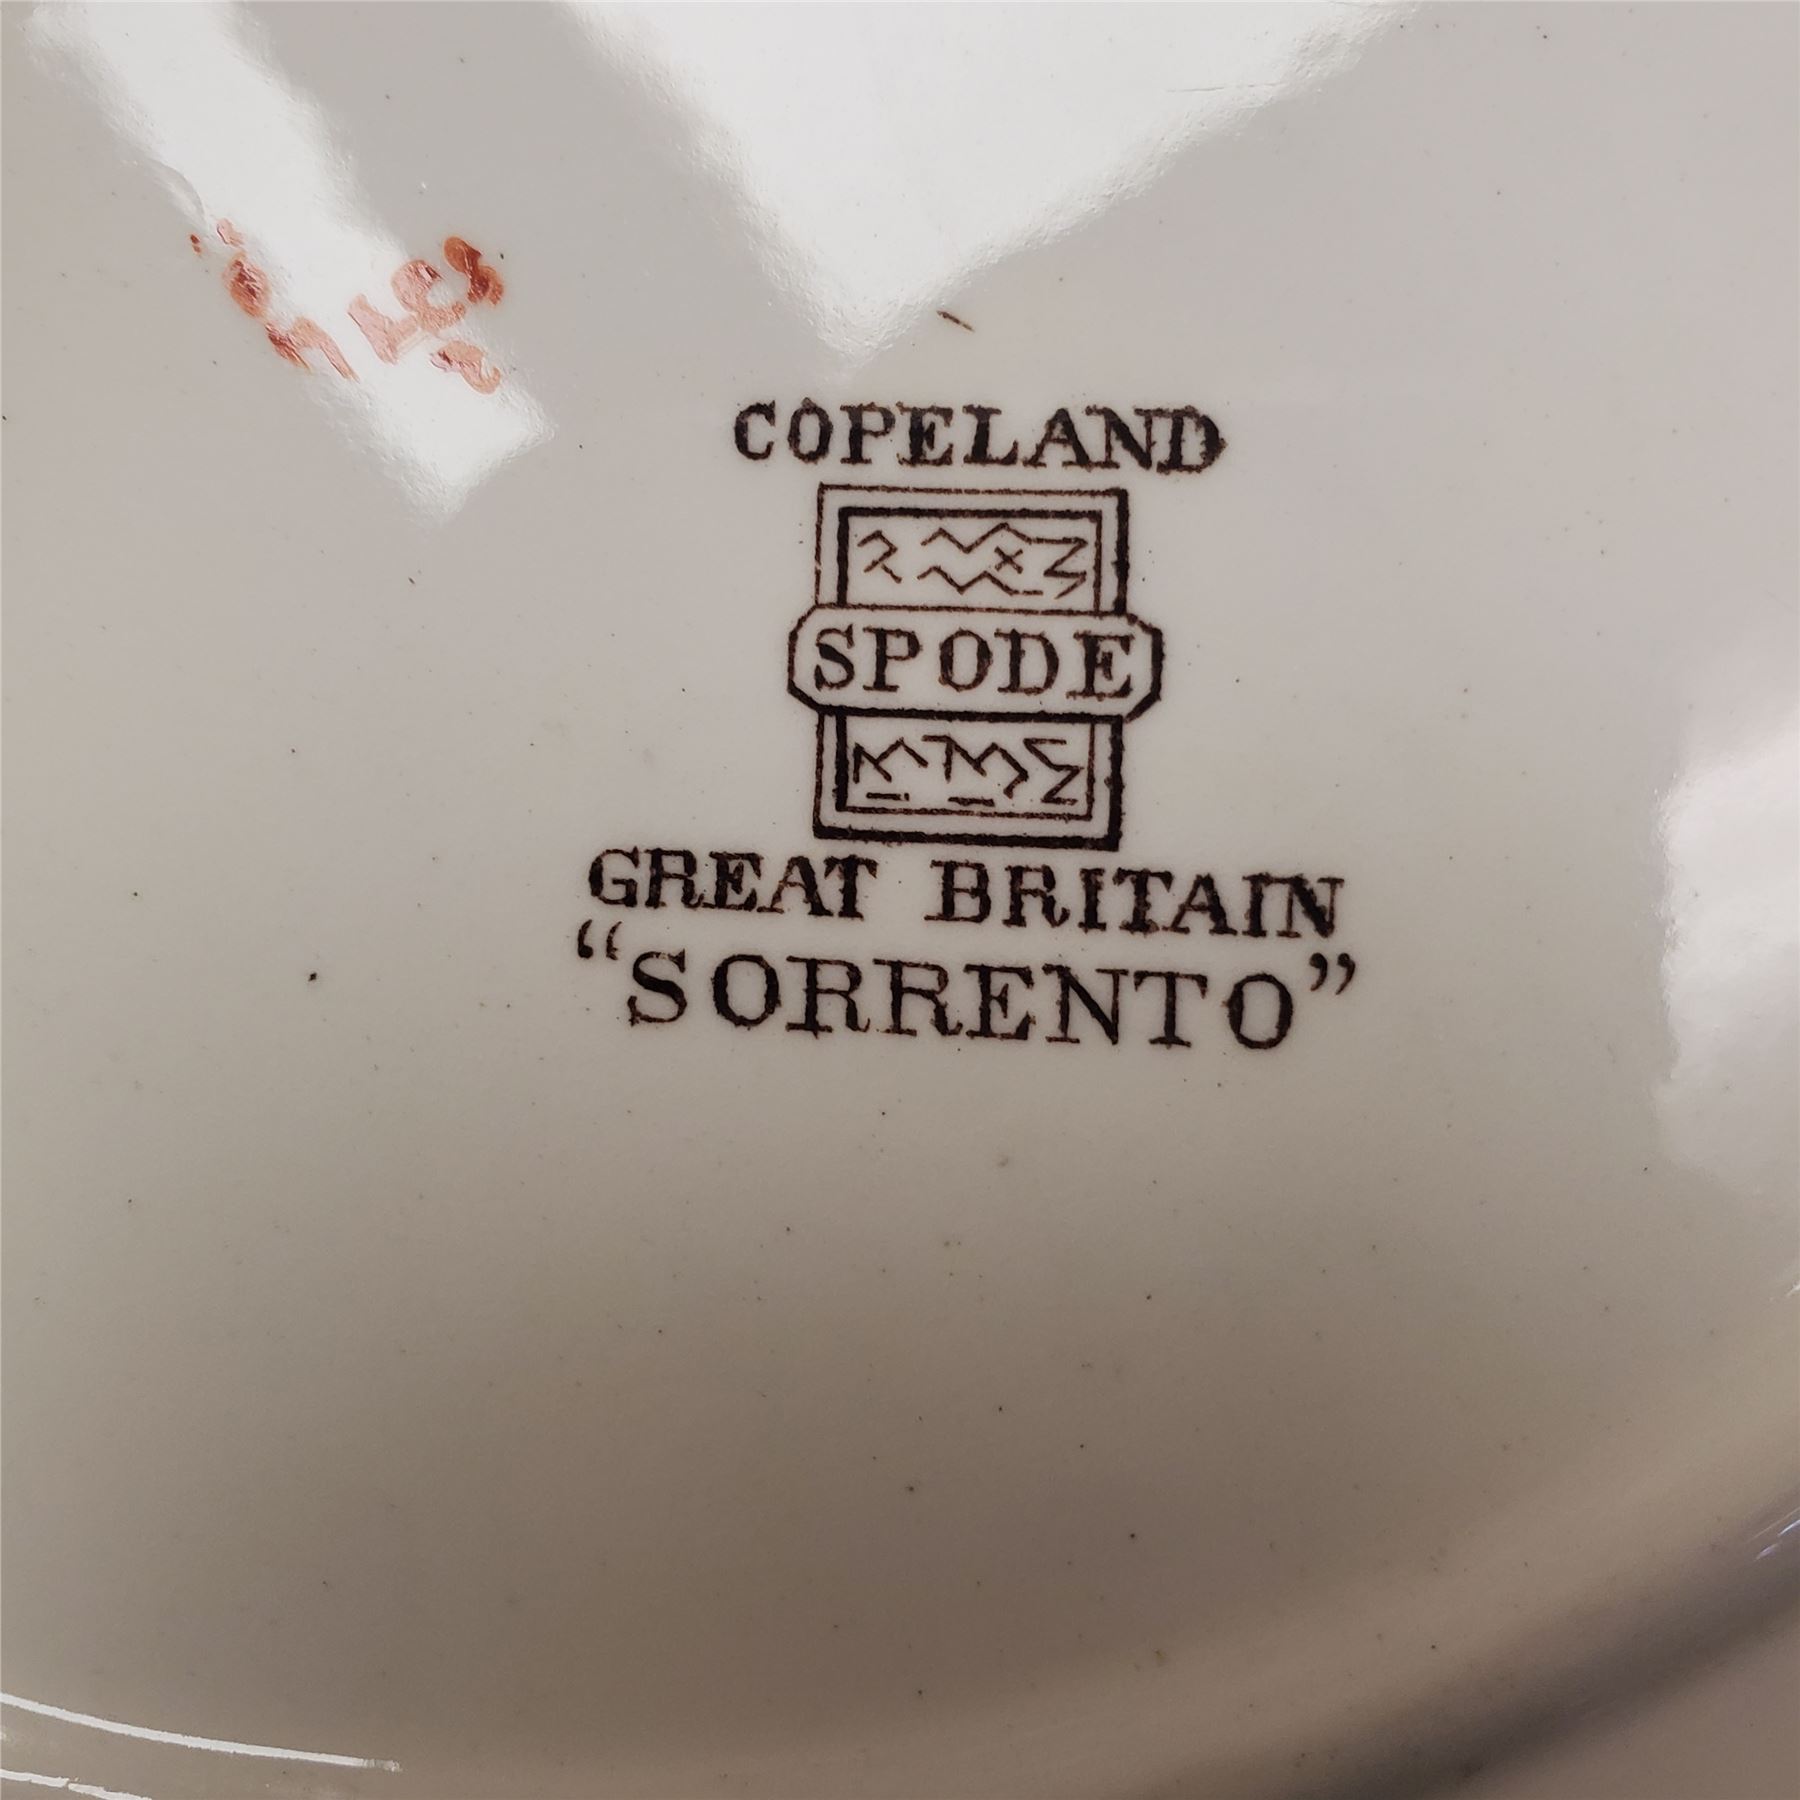 COPELAND
SPODE
GREAT BRITAIN
“SORRENTO”